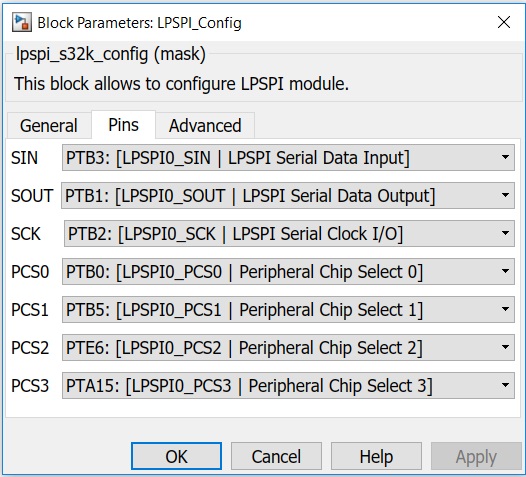 Block Parameters: LPSPI_Config
lpspi_s32k_config (mask)
This block allows to configure LPSPI module.
General Pins Advanced
SIN PTB3: [LPSPI0_SIN | LPSPI Serial Data Input]
SOUT PTB1: [LPSPI0_SOUT | LPSPI Serial Data Output]
SCK PTB2: [LPSPI0_SCK | LPSPI Serial Clock I/O]
PCS0 PTB0: [LPSPI0_PCS0 | Peripheral Chip Select 0]
PCS1 PTB5: [LPSPI0_PCS1 | Peripheral Chip Select 1]
PCS2 PTE6: [LPSPI0_PCS2 | Peripheral Chip Select 2]
PCS3 PTA15: [LPSPI0_PCS3 | Peripheral Chip Select 3]
OK Cancel Help Apply